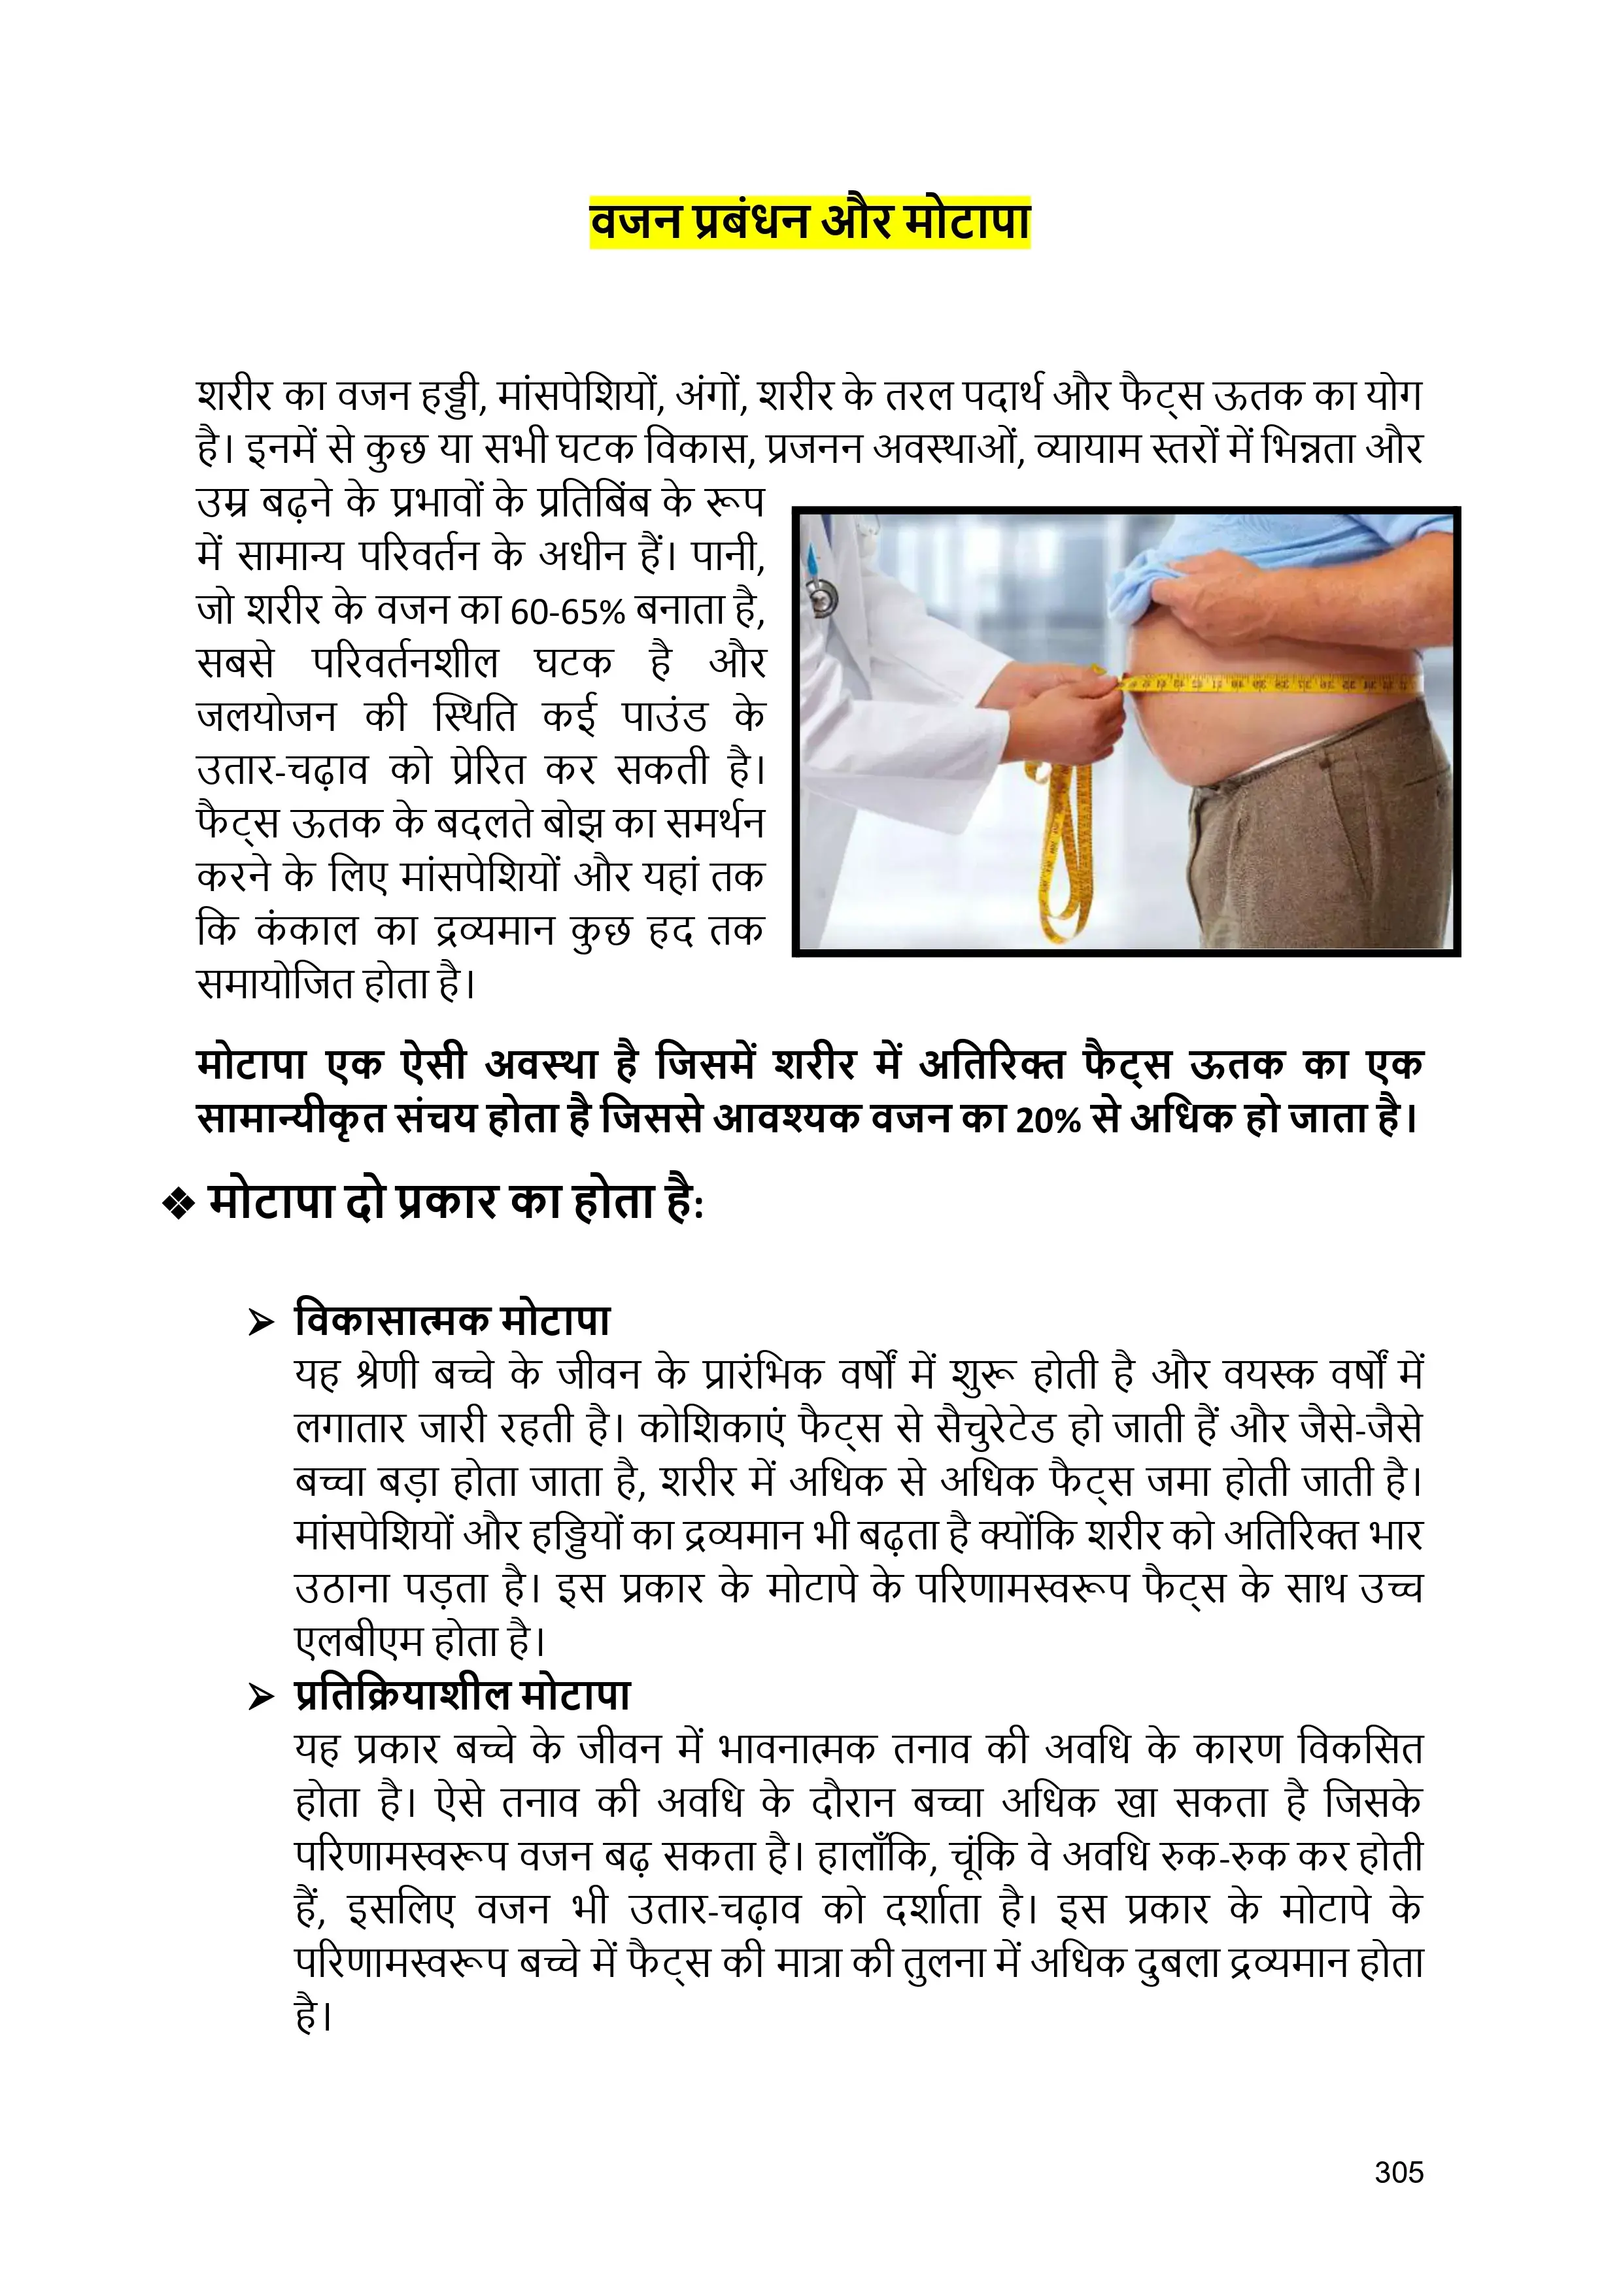 वजन प्रबंधन और मोटापा
शरीर का वजन हड्डी, मांसपेशियों, अंगों, शरीर के तरल पदार्थ और फैट्स ऊतक का योग
है। इनमें से कुछ या सभी घटक विकास, प्रजनन अवस्थाओं, व्यायाम स्तरों में भिन्नता और
उम्र बढ़ने के प्रभावों के प्रतिबिंब के रूप
में सामान्य परिवर्तन के अधीन हैं। पानी,
जो शरीर के वजन का 60-65% बनाता है,
सबसे परिवर्तनशील घटक है और
जलयोजन की स्थिति कई पाउंड के
उतार-चढ़ाव को प्रेरित कर सकती है।
फैट्स ऊतक के बदलते बोझ का समर्थन
करने के लिए मांसपेशियों और यहां तक
कि कंकाल का द्रव्यमान कुछ हद तक
समायोजित होता है।
मोटापा एक ऐसी अवस्था है जिसमें शरीर में अतिरिक्त फैट्स ऊतक का एक
सामान्यीकृत संचय होता है जिससे आवश्यक वजन का 20% से अधिक हो जाता है।
❖ मोटापा दो प्रकार का होता है:
➢ विकासात्मक मोटापा
यह श्रेणी बच्चे के जीवन के प्रारंभिक वर्षों में शुरू होती है और वयस्क वर्षों में
लगातार जारी रहती है। कोशिकाएं फैट्स से सैचुरेटेड हो जाती हैं और जैसे-जैसे
बच्चा बड़ा होता जाता है, शरीर में अधिक से अधिक फैट्स जमा होती जाती है।
मांसपेशियों और हड्डियों का द्रव्यमान भी बढ़ता है क्योंकि शरीर को अतिरिक्त भार
उठाना पड़ता है। इस प्रकार के मोटापे के परिणामस्वरूप फैट्स के साथ उच्च
एलबीएम होता है।
➢ प्रतिक्रियाशील मोटापा
यह प्रकार बच्चे के जीवन में भावनात्मक तनाव की अवधि के कारण विकसित
होता है। ऐसे तनाव की अवधि के दौरान बच्चा अधिक खा सकता है जिसके
परिणामस्वरूप वजन बढ़ सकता है। हालाँकि, चूंकि वे अवधि रुक-रुक कर होती
हैं, इसलिए वजन भी उतार-चढ़ाव को दर्शाता है। इस प्रकार के मोटापे के
परिणामस्वरूप बच्चे में फैट्स की मात्रा की तुलना में अधिक दुबला द्रव्यमान होता
है।
305